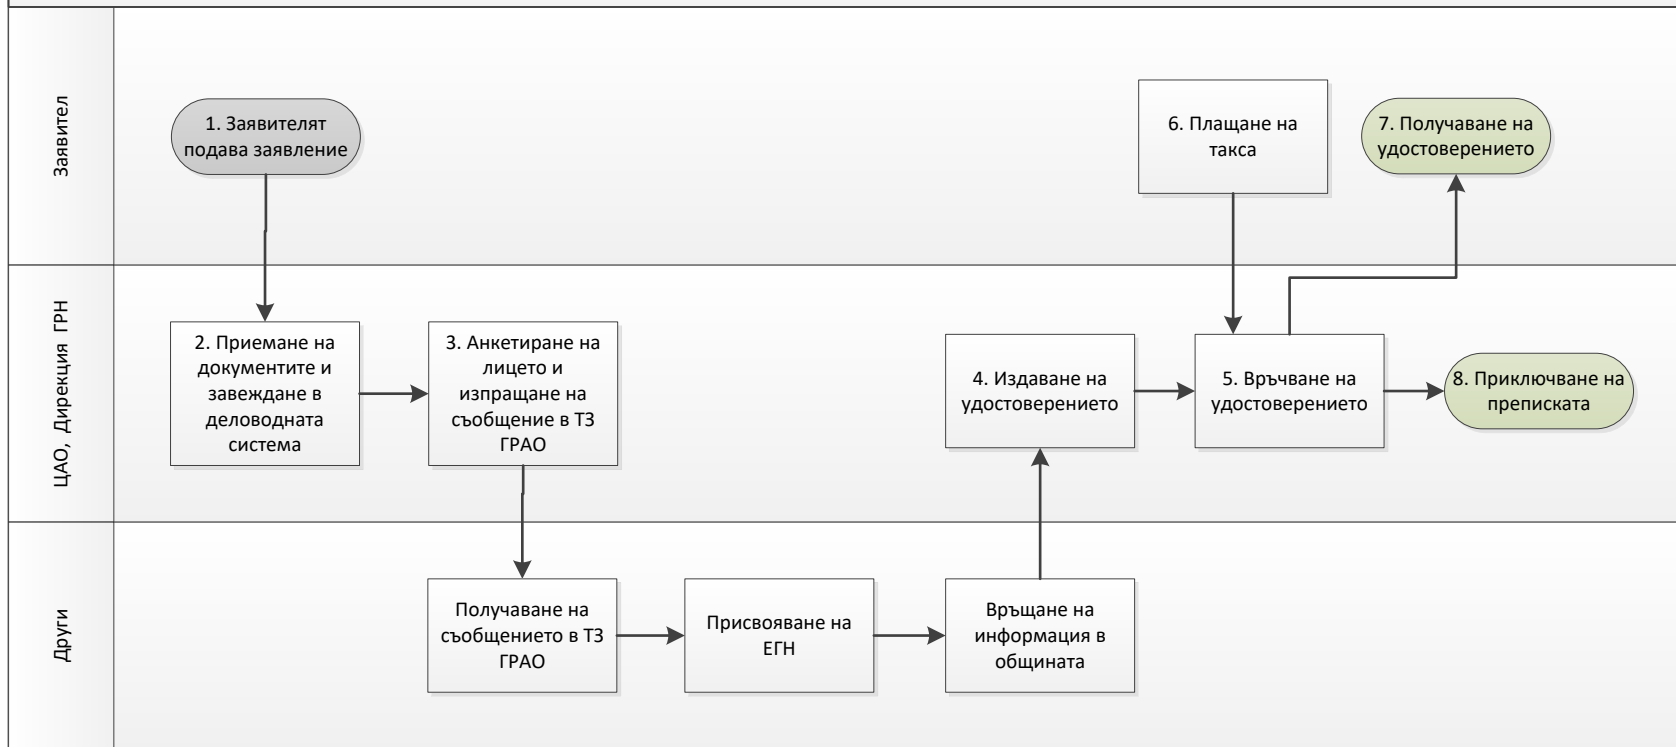 Заявител
1. Заявителят
подава заявление
6. Плащане на
такса
7. Получаване на
удостоверението
ЦАО, Дирекция ГРН
2. Приемане на
документите и
завеждане в
деловодната
система
3. Анкетиране на
лицето и
изпращане на
съобщение в ТЗ
ГРАО
4. Издаване на
удостоверението
5. Връчване на
удостоверението
8. Приключване на
преписката
Други
Получаване на
съобщението в ТЗ
ГРАО
Присвояване на
ЕГН
Връщане на
информация в
общината